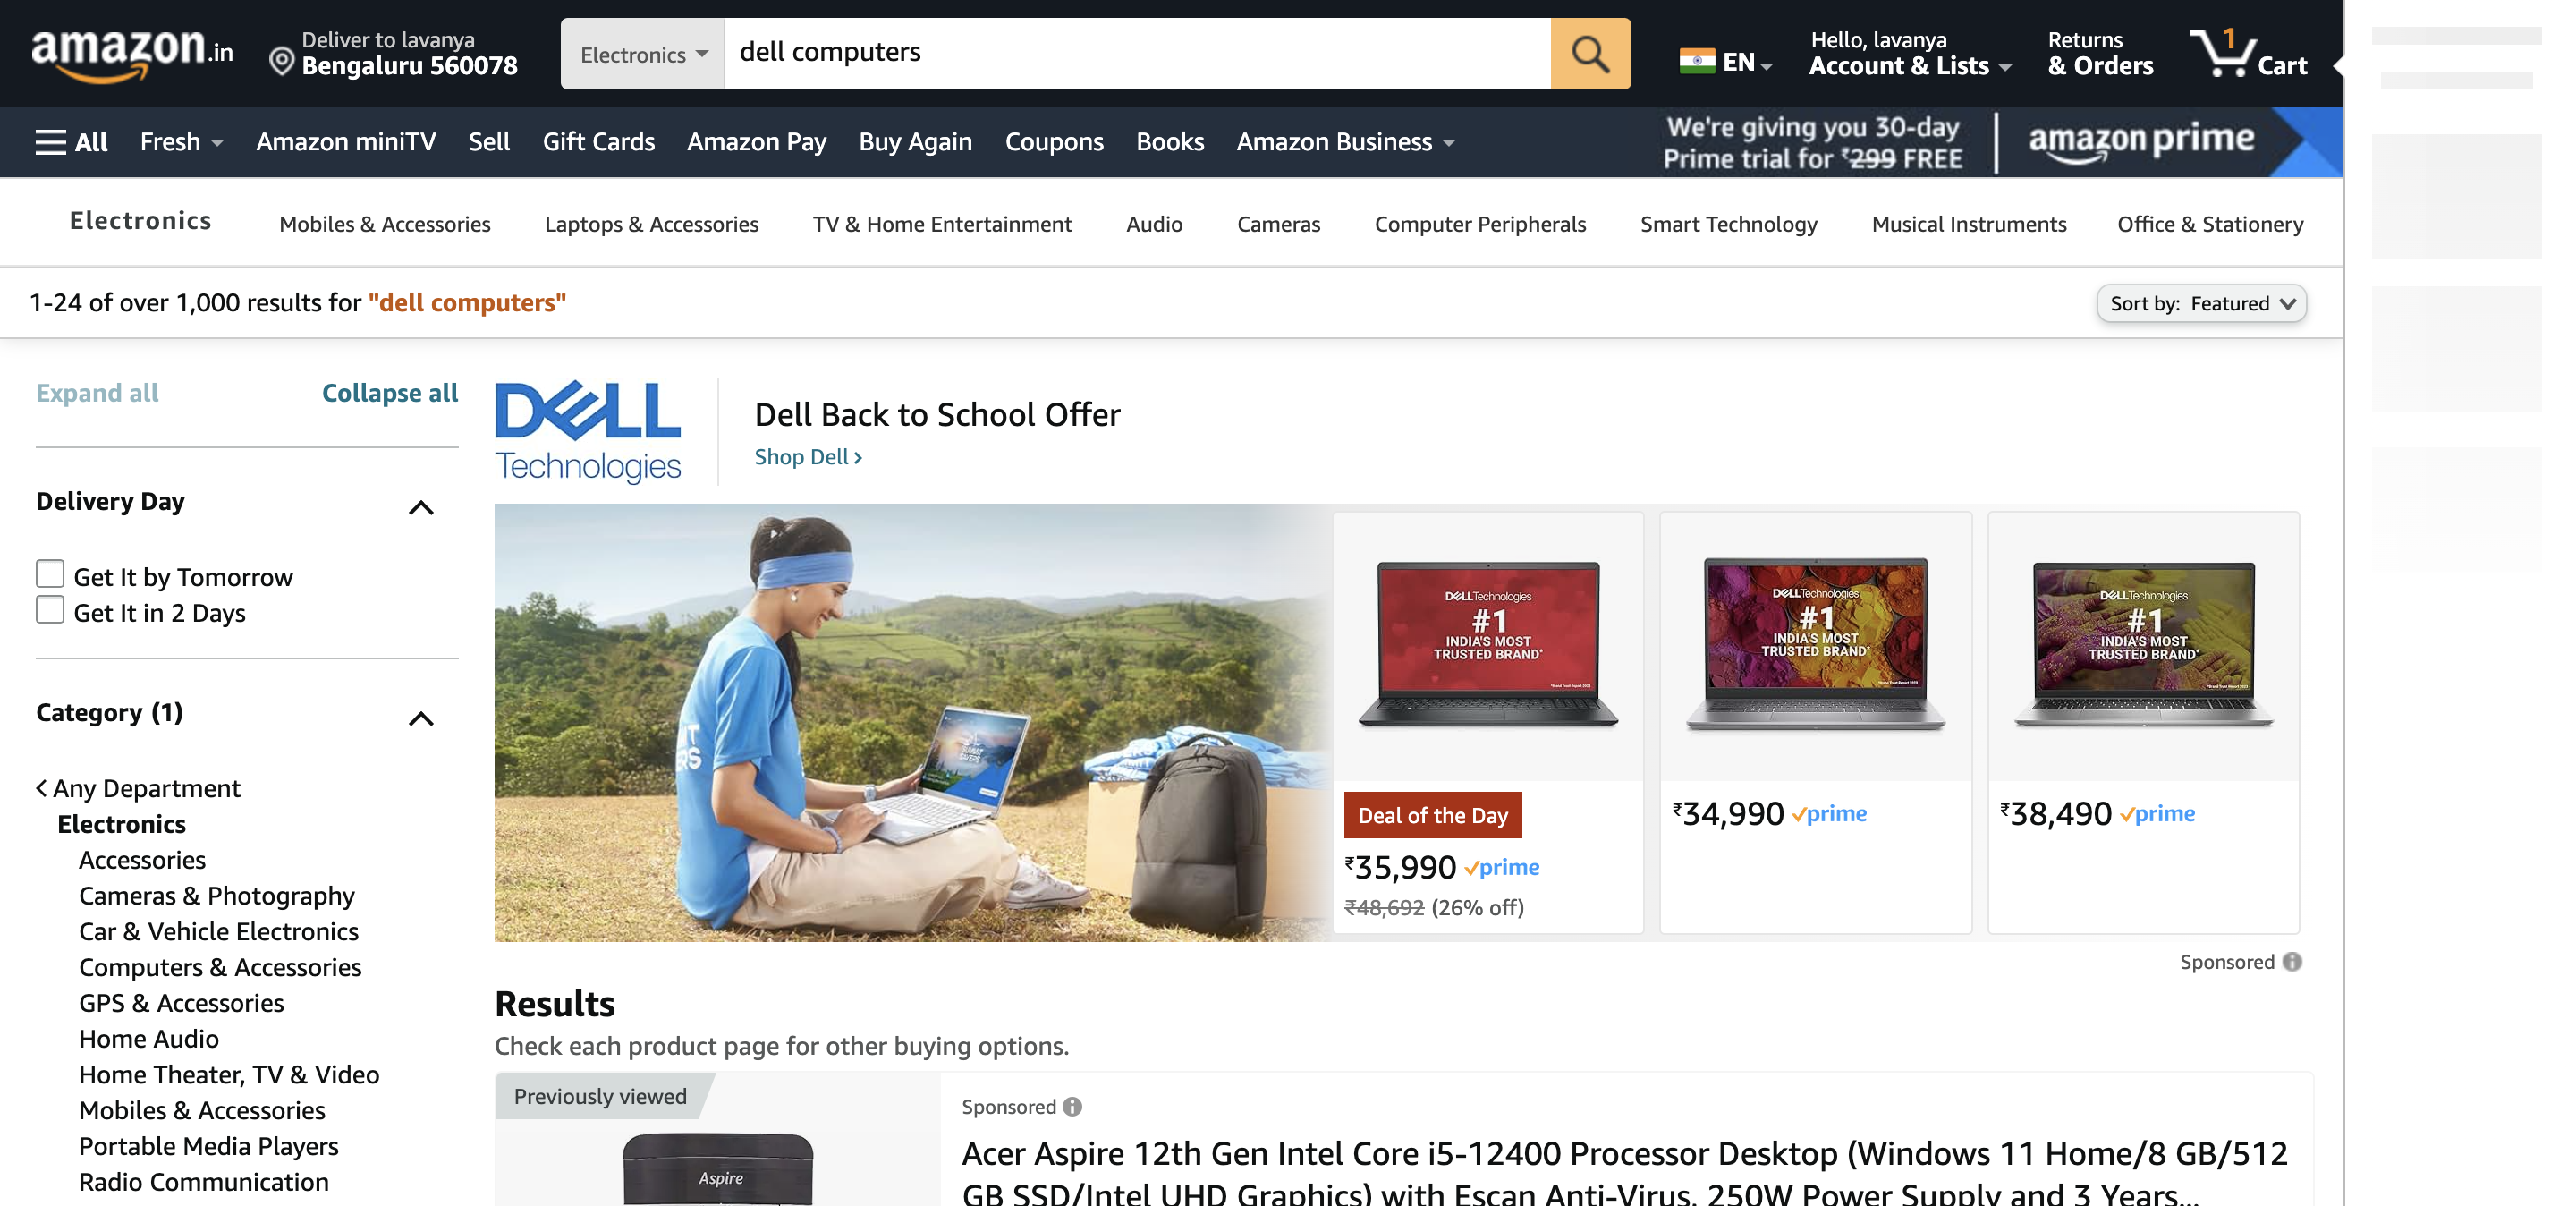 amazon.in
Deliver to lavanya
Bengaluru 560078
Electronics
dell computers
EN
Hello, lavanya
Account & Lists
Returns
& Orders
1
Cart
All
Fresh
Amazon miniTV
Sell
Gift Cards
Amazon Pay
Buy Again
Coupons
Books
Amazon Business
We're giving you 30-day
Prime trial for ₹299 FREE
amazon prime
Electronics
Mobiles & Accessories
Laptops & Accessories
TV & Home Entertainment
Audio
Cameras
Computer Peripherals
Smart Technology
Musical Instruments
Office & Stationery
1-24 of over 1,000 results for "dell computers"
Sort by: Featured
Expand all
Collapse all
Delivery Day
Get It by Tomorrow
Get It in 2 Days
Category (1)
Any Department
Electronics
Accessories
Cameras & Photography
Car & Vehicle Electronics
Computers & Accessories
GPS & Accessories
Home Audio
Home Theater, TV & Video
Mobiles & Accessories
Portable Media Players
Radio Communication
DELL
Technologies
Dell Back to School Offer
Shop Dell
DELLTechnologies
#1
INDIA'S MOST
TRUSTED BRAND*
Deal of the Day
₹35,990 prime
₹48,692 (26% off)
DELLTechnologies
#1
INDIA'S MOST
TRUSTED BRAND*
₹34,990 prime
DELLTechnologies
#1
INDIA'S MOST
TRUSTED BRAND*
₹38,490 prime
Sponsored
Results
Check each product page for other buying options.
Previously viewed
Aspire
Sponsored
Acer Aspire 12th Gen Intel Core i5-12400 Processor Desktop (Windows 11 Home/8 GB/512
GB SSD/Intel UHD Graphics) with Escan Anti-Virus, 250W Power Supply and 3 Years...